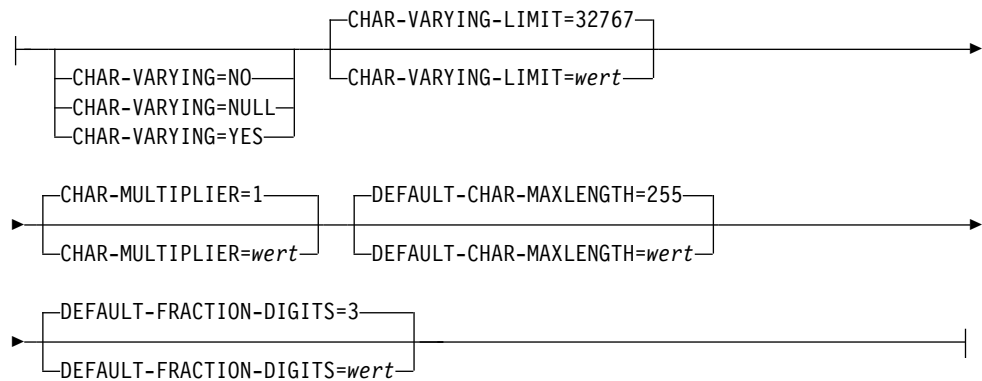 CHAR-VARYING-LIMIT=32767
CHAR-VARYING=NO
CHAR-VARYING=NULL
CHAR-VARYING=YES
CHAR-VARYING-LIMIT=wert
CHAR-MULTIPLIER=1
CHAR-MULTIPLIER=wert
DEFAULT-CHAR-MAXLENGTH=255
DEFAULT-CHAR-MAXLENGTH=wert
DEFAULT-FRACTION-DIGITS=3
DEFAULT-FRACTION-DIGITS=wert